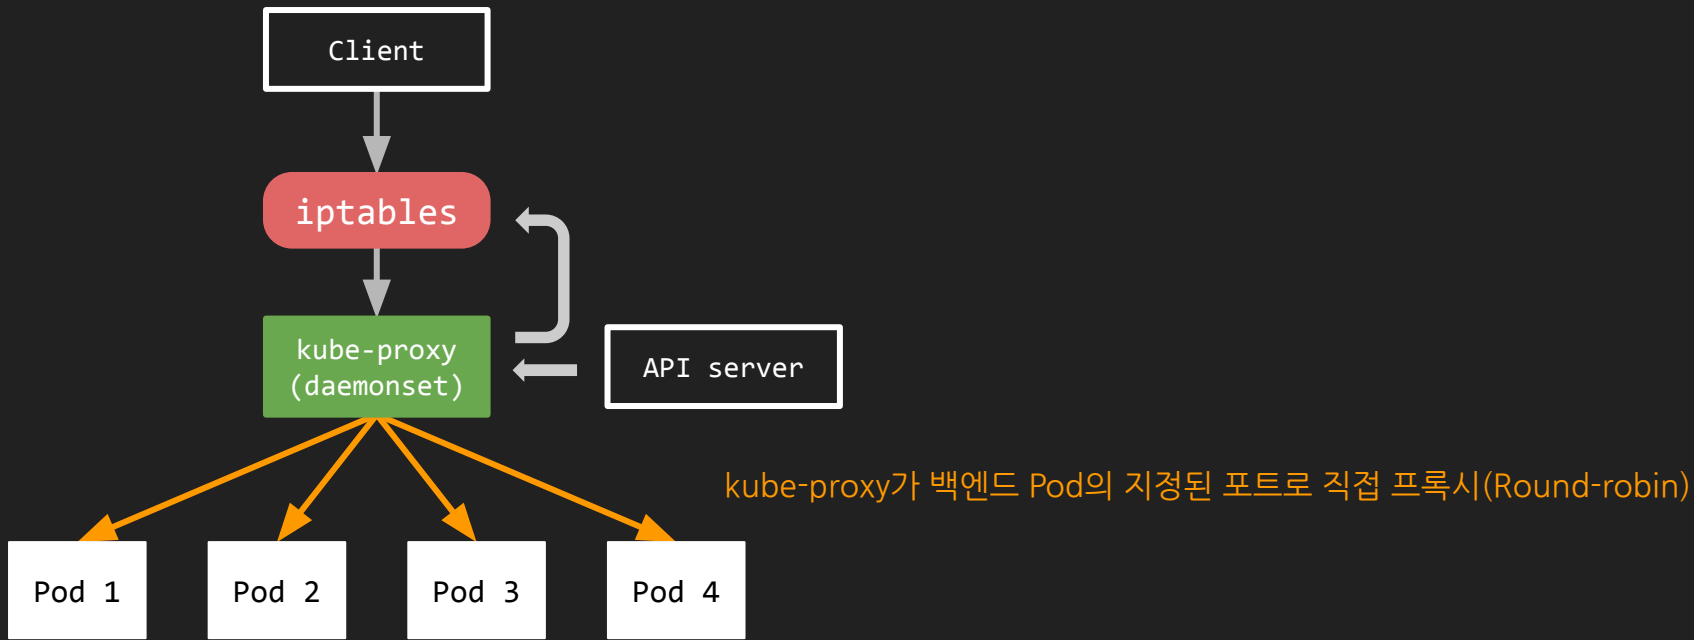 Client
iptables
kube-proxy
(daemonset)
API server
kube-proxy가 백엔드 Pod의 지정된 포트로 직접 프록시(Round-robin)
Pod 1
Pod 2
Pod 3
Pod 4